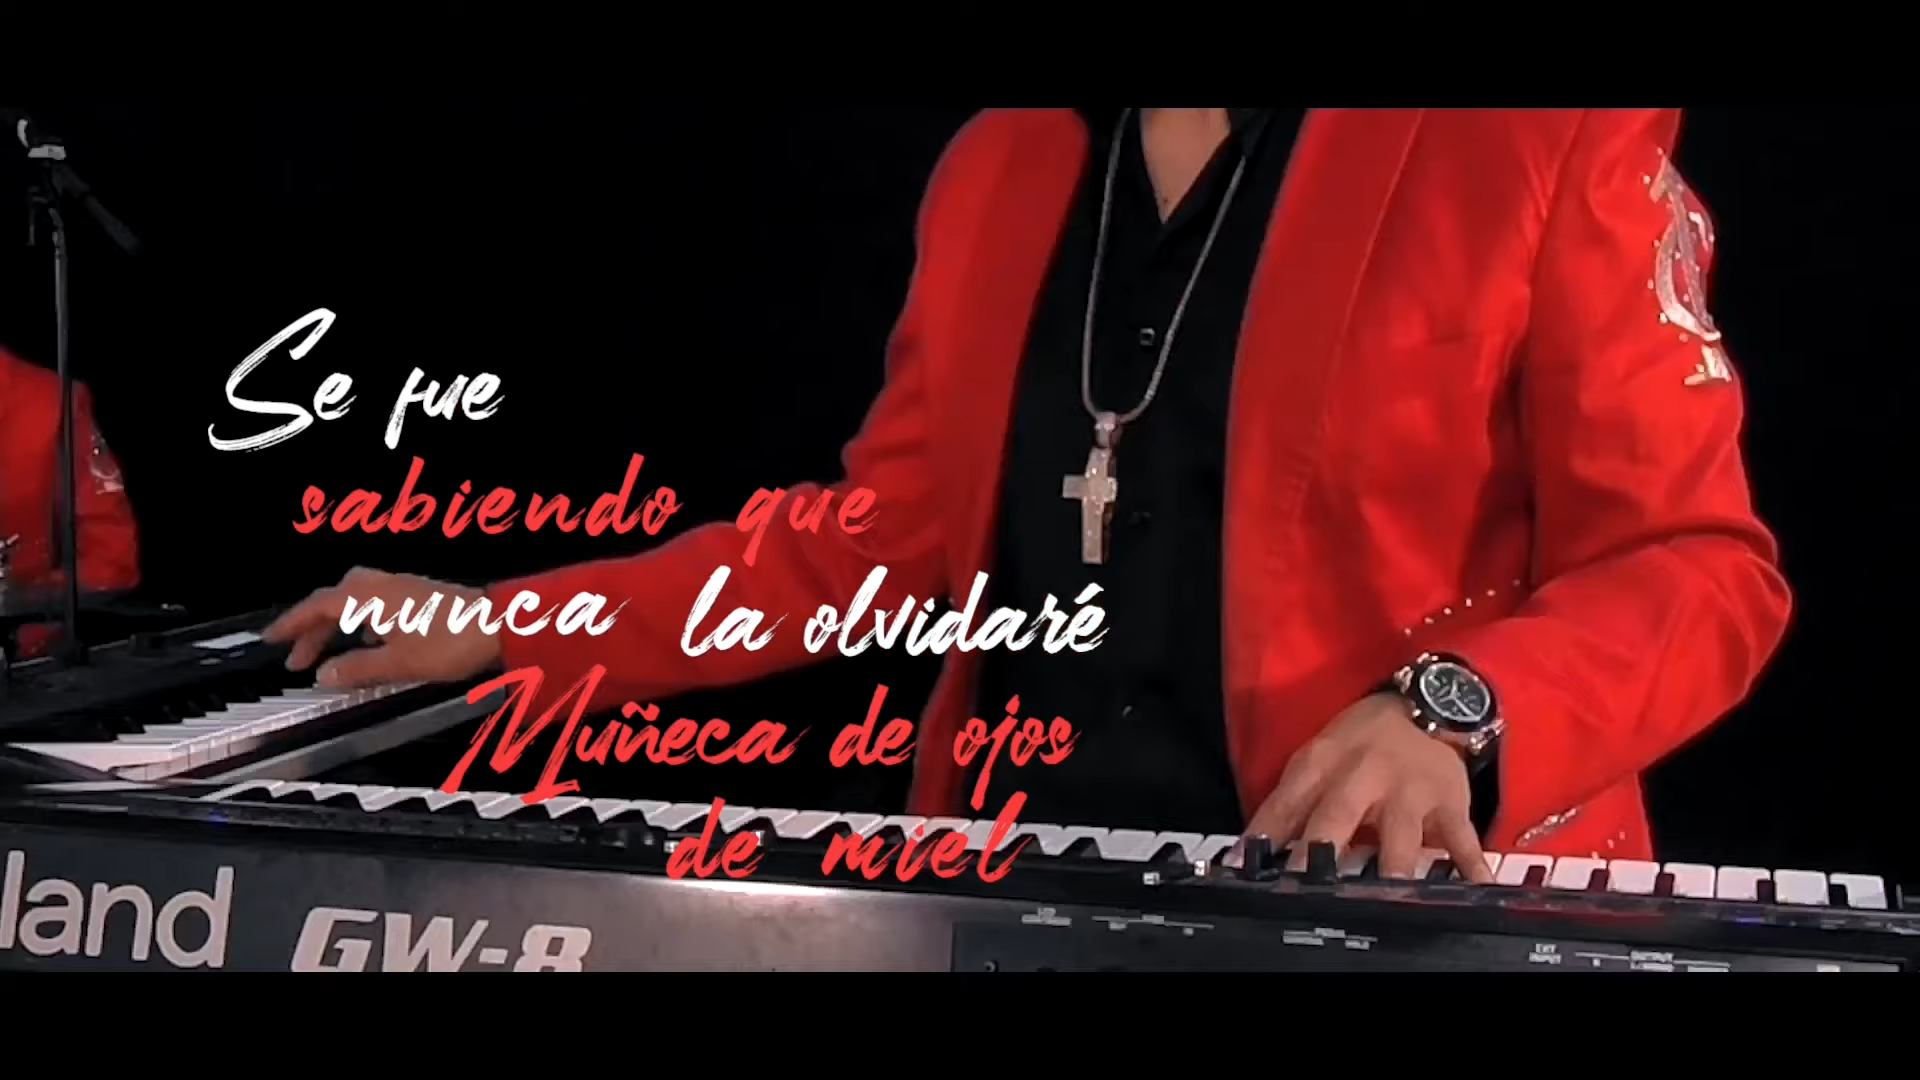 Se fue
sabiendo que
nunca la olvidaré
Muñeca de ojos
de miel
land
GW-8